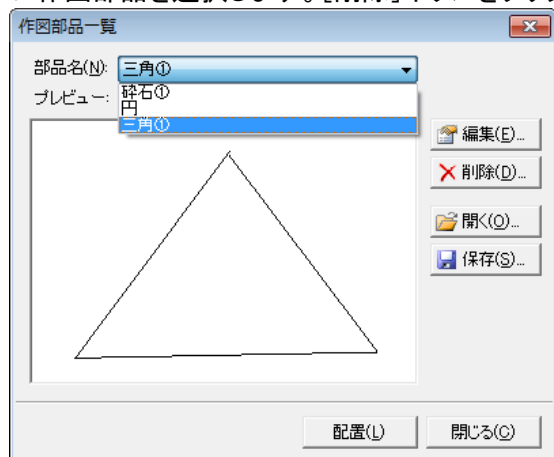 作図部品一覧
部品名(N): 三角①
プレビュー:
砕石①
円
三角①
編集(E)...
削除(D)...
開く(O)...
保存(S)...
配置(L)
閉じる(C)